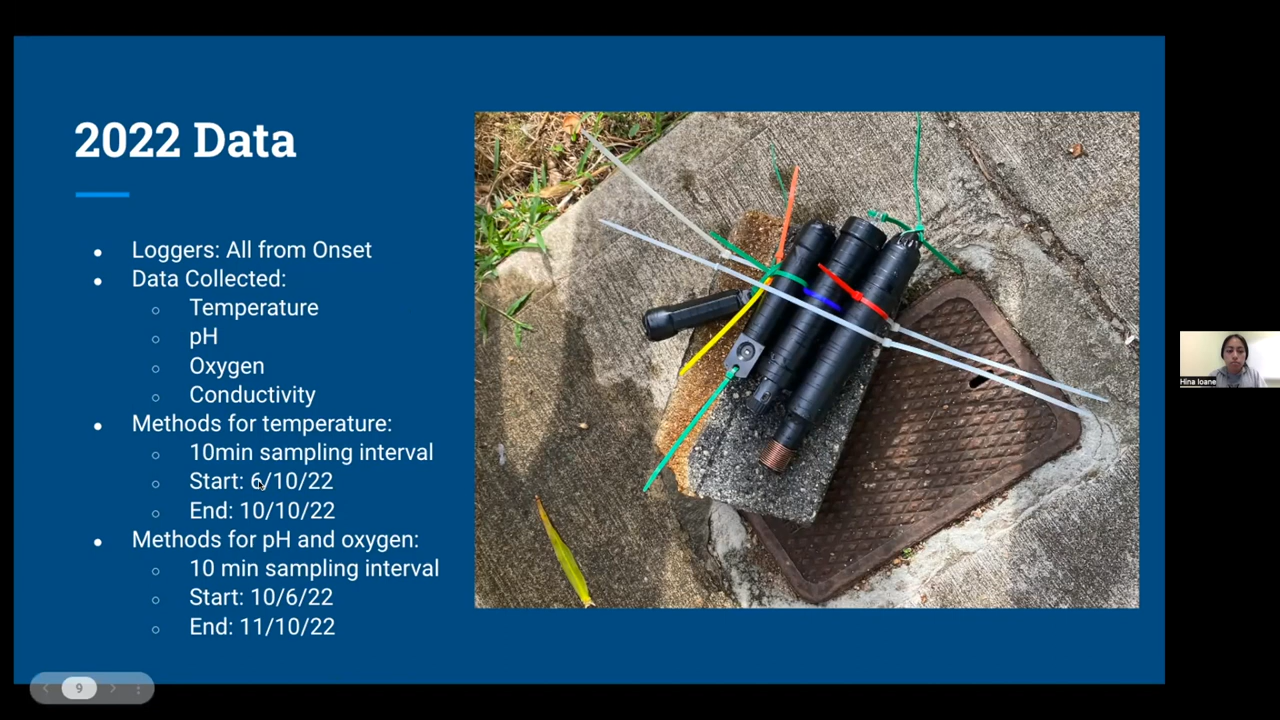 2022 Data
● Loggers: All from Onset
● Data Collected:
○ Temperature
○ pH
○ Oxygen
○ Conductivity
● Methods for temperature:
○ 10min sampling interval
○ Start: 6/10/22
○ End: 10/10/22
● Methods for pH and oxygen:
○ 10 min sampling interval
○ Start: 10/6/22
○ End: 11/10/22
9
Hina Ioane